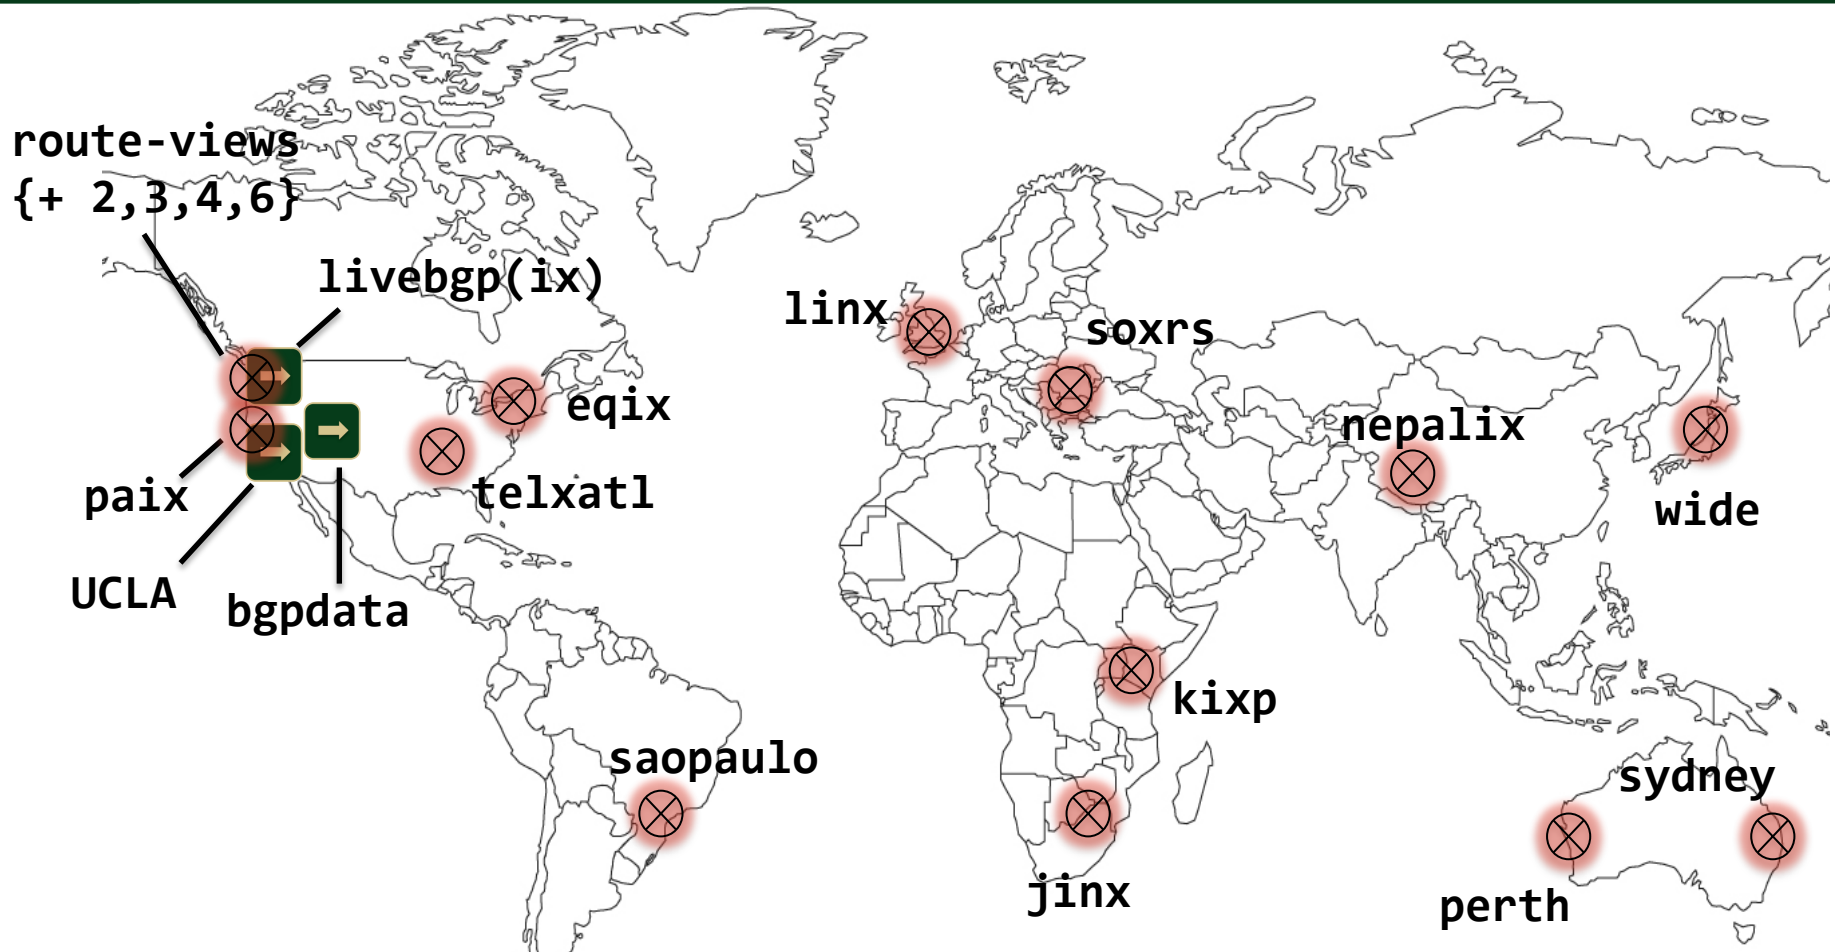 route-views
{+ 2,3,4,6}
livebgp(ix)
linx
soxrs
eqix
nepalix
paix
telxatl
wide
UCLA
bgpdata
kixp
saopaulo
sydney
jinx
perth